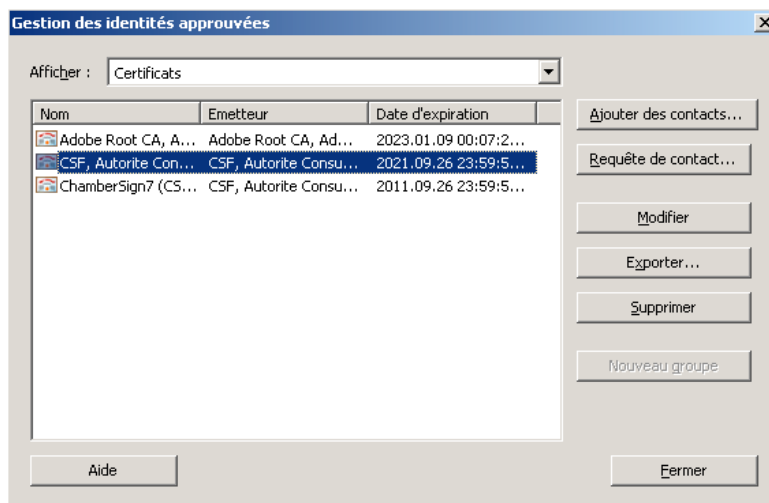 Gestion des identités approuvées
Afficher : Certificats
Nom Emetteur Date d'expiration
Adobe Root CA, A... Adobe Root CA, Ad... 2023.01.09 00:07:2...
CSF, Autorite Con... CSF, Autorite Consu... 2021.09.26 23:59:5...
ChamberSign7 (CS... CSF, Autorite Consu... 2011.09.26 23:59:5...
Ajouter des contacts...
Requête de contact...
Modifier
Exporter...
Supprimer
Nouveau groupe
Aide
Fermer